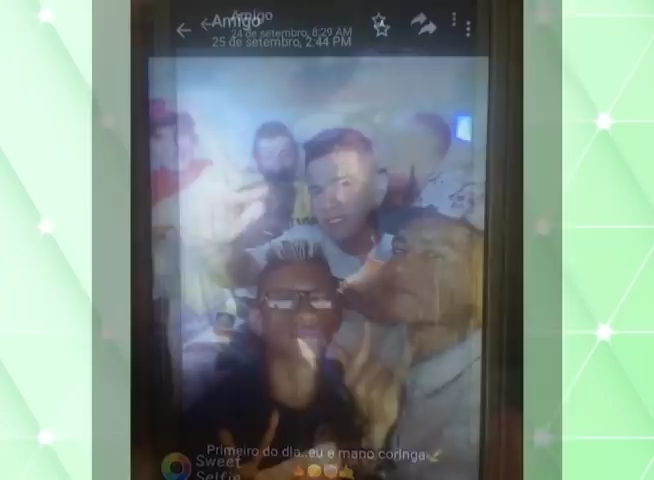 Amigo
Amigo
24 de setembro, 8:29 AM
25 de setembro, 2:44 PM
Primeiro do dia..eu e mano coringa
Sweet
Selfie